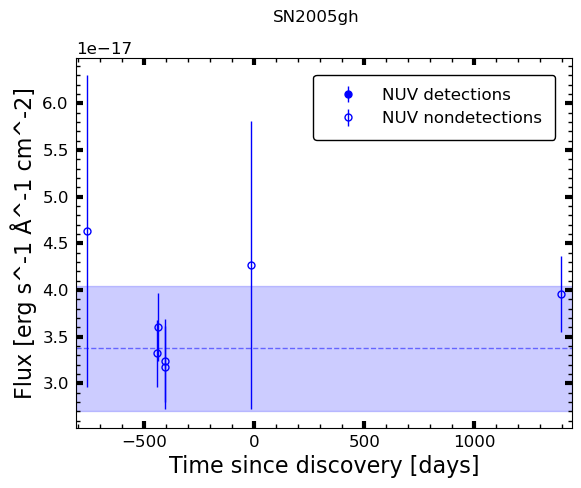 SN2005gh
1e−17
NUV detections
NUV nondetections
6.0
5.5
5.0
4.5
4.0
3.5
3.0
Flux [erg s^-1 Å^-1 cm^-2]
−500
0
500
1000
Time since discovery [days]